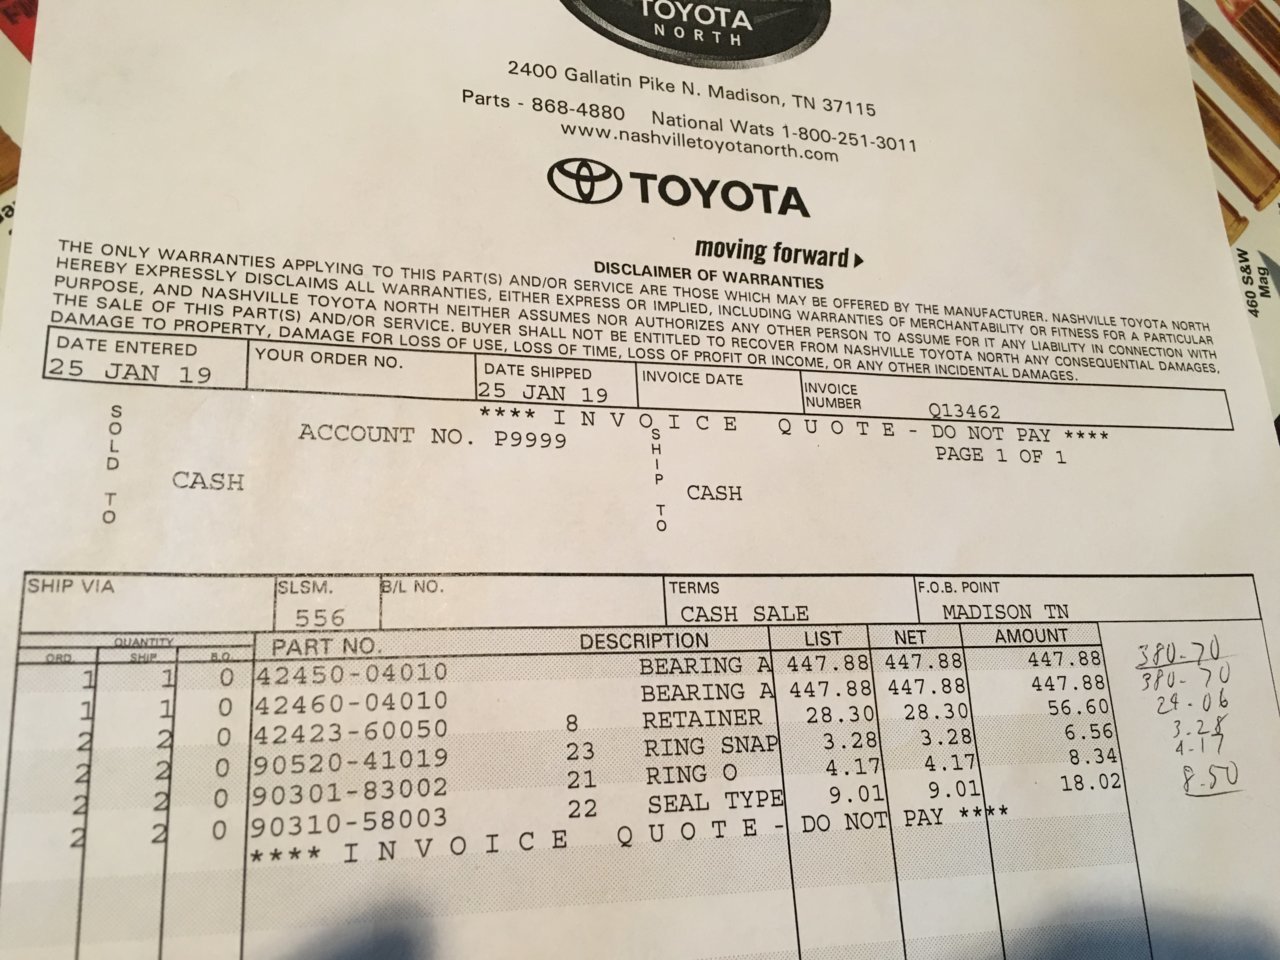 TOYOTA
NORTH
2400 Gallatin Pike N. Madison, TN 37115
Parts - 868-4880 National Wats 1-800-251-3011
www.nashvilletoyotanorth.com
TOYOTA
moving forward
DISCLAIMER OF WARRANTIES
THE ONLY WARRANTIES APPLYING TO THIS PART(S) AND/OR SERVICE ARE THOSE WHICH MAY BE OFFERED BY THE MANUFACTURER. NASHVILLE TOYOTA NORTH
HEREBY EXPRESSLY DISCLAIMS ALL WARRANTIES, EITHER EXPRESS OR IMPLIED, INCLUDING WARRANTIES OF MERCHANTABILITY OR FITNESS FOR A PARTICULAR
PURPOSE, AND NASHVILLE TOYOTA NORTH NEITHER ASSUMES NOR AUTHORIZES ANY OTHER PERSON TO ASSUME FOR IT ANY LIABILITY IN CONNECTION WITH
THE SALE OF THIS PART(S) AND/OR SERVICE. BUYER SHALL NOT BE ENTITLED TO RECOVER FROM NASHVILLE TOYOTA NORTH ANY CONSEQUENTIAL DAMAGES,
DAMAGE TO PROPERTY, DAMAGE FOR LOSS OF USE, LOSS OF TIME, LOSS OF PROFIT OR INCOME, OR ANY OTHER INCIDENTAL DAMAGES.
DATE ENTERED YOUR ORDER NO. DATE SHIPPED INVOICE DATE INVOICE NUMBER
25 JAN 19 25 JAN 19 Q13462
**** I N V O I C E Q U O T E - DO NOT PAY ****
ACCOUNT NO. P9999 PAGE 1 OF 1
SOLD TO CASH SHIP TO CASH
SHIP VIA SLSM. B/L NO. TERMS F.O.B. POINT
556 CASH SALE MADISON TN
QUANTITY
ORD. SHIP B.O. PART NO. DESCRIPTION LIST NET AMOUNT
1 1 0 42450-04010 BEARING A 447.88 447.88 447.88 380-70
1 1 0 42460-04010 BEARING A 447.88 447.88 447.88 380-70
2 2 0 42423-60050 8 RETAINER 28.30 28.30 56.60 24-06
2 2 0 90520-41019 23 RING SNAP 3.28 3.28 6.56 3.28
2 2 0 90301-83002 21 RING O 4.17 4.17 8.34 4-17
2 2 0 90310-58003 22 SEAL TYPE 9.01 9.01 18.02 8.50
**** I N V O I C E Q U O T E - DO NOT PAY ****
460 S&W
Mag